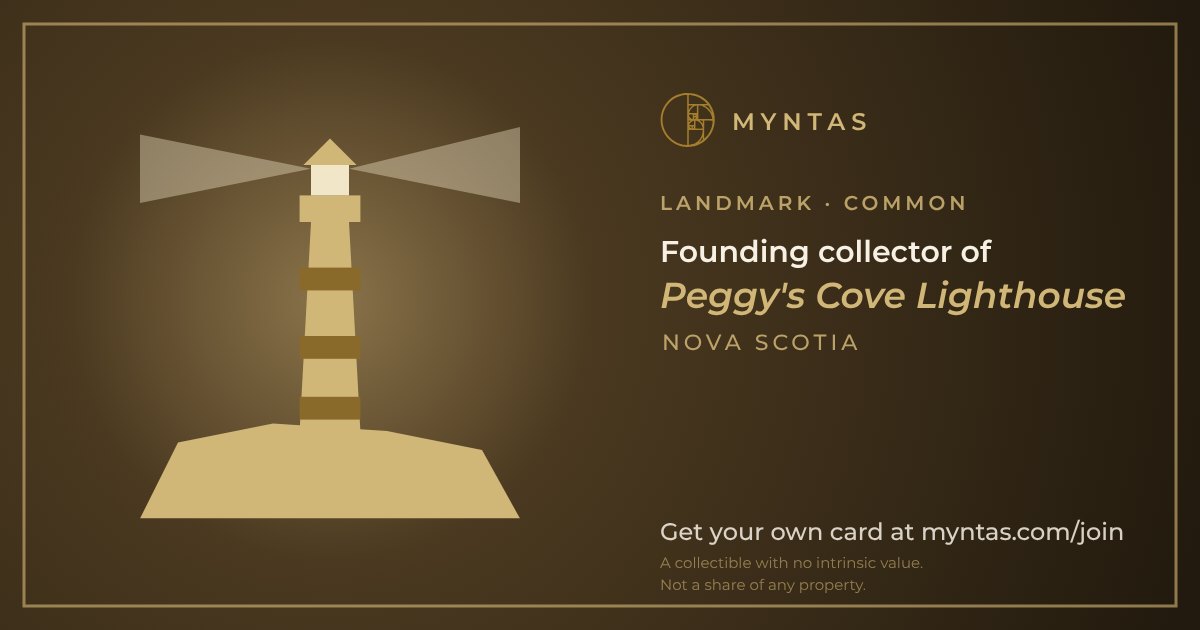 MYNTAS
LANDMARK · COMMON
Founding collector of
Peggy's Cove Lighthouse
NOVA SCOTIA
Get your own card at myntas.com/join
A collectible with no intrinsic value.
Not a share of any property.